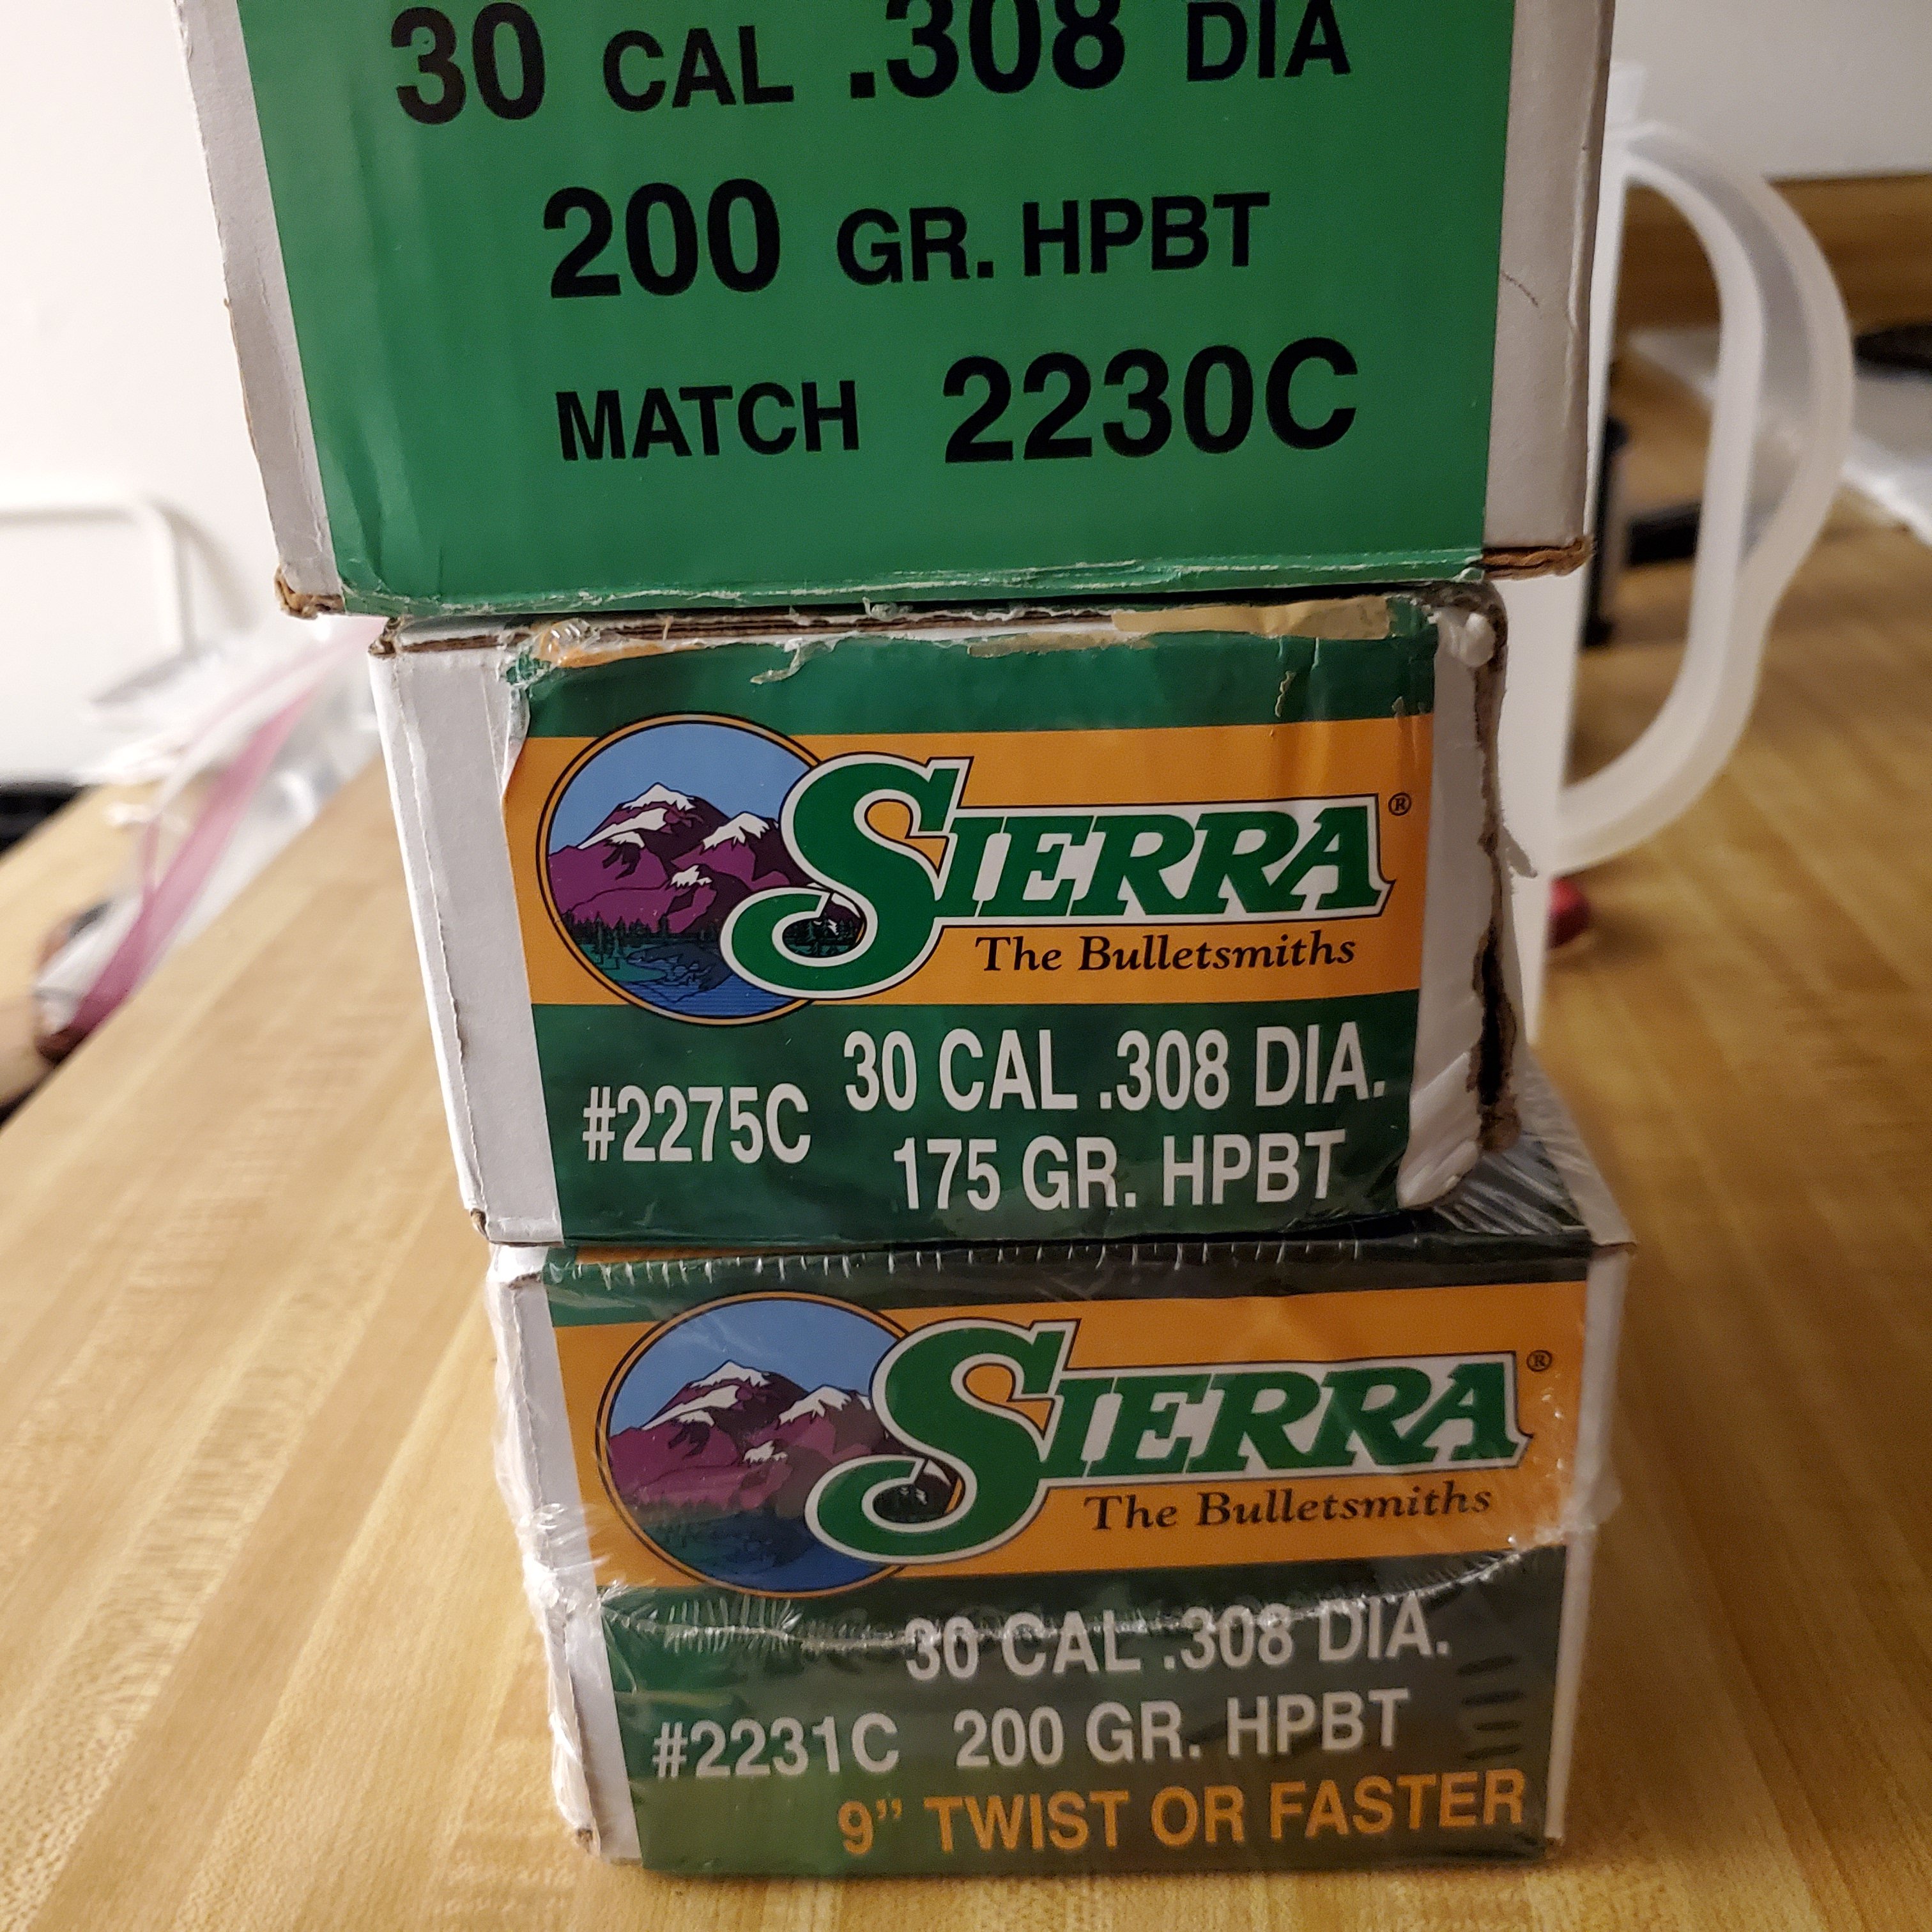 30 CAL .308 DIA
200 GR. HPBT
MATCH 2230C
SIERRA®
The Bulletsmiths
30 CAL .308 DIA.
#2275C
175 GR. HPBT
SIERRA®
The Bulletsmiths
30 CAL .308 DIA.
#2231C 200 GR. HPBT
9” TWIST OR FASTER